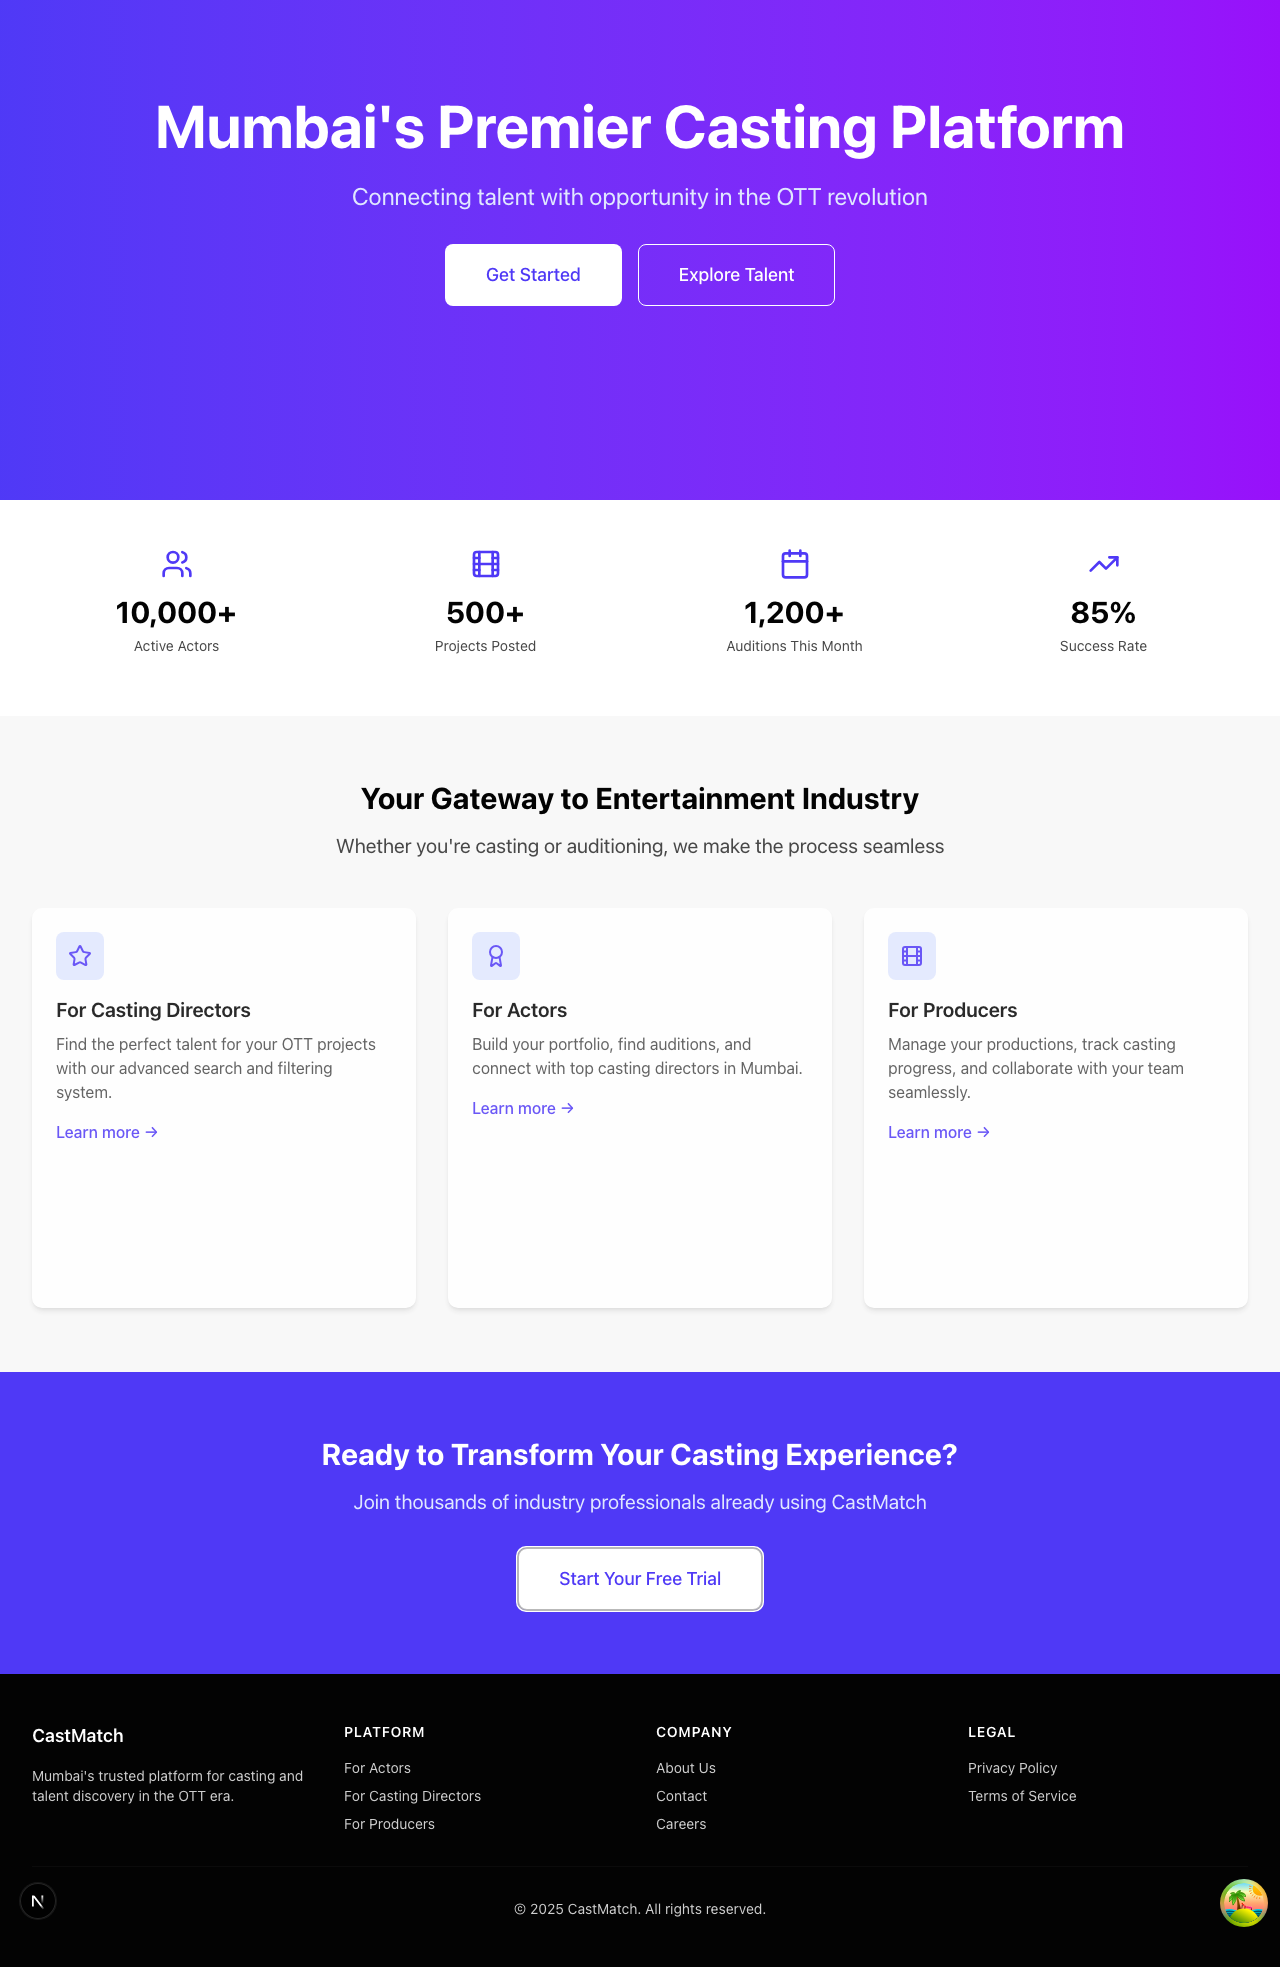 Mumbai's Premier Casting Platform
Connecting talent with opportunity in the OTT revolution
Get Started
Explore Talent
10,000+
Active Actors
500+
Projects Posted
1,200+
Auditions This Month
85%
Success Rate
Your Gateway to Entertainment Industry
Whether you're casting or auditioning, we make the process seamless
For Casting Directors
Find the perfect talent for your OTT projects
with our advanced search and filtering
system.
Learn more →
For Actors
Build your portfolio, find auditions, and
connect with top casting directors in Mumbai.
Learn more →
For Producers
Manage your productions, track casting
progress, and collaborate with your team
seamlessly.
Learn more →
Ready to Transform Your Casting Experience?
Join thousands of industry professionals already using CastMatch
Start Your Free Trial
CastMatch
Mumbai's trusted platform for casting and
talent discovery in the OTT era.
PLATFORM
For Actors
For Casting Directors
For Producers
COMPANY
About Us
Contact
Careers
LEGAL
Privacy Policy
Terms of Service
N
© 2025 CastMatch. All rights reserved.